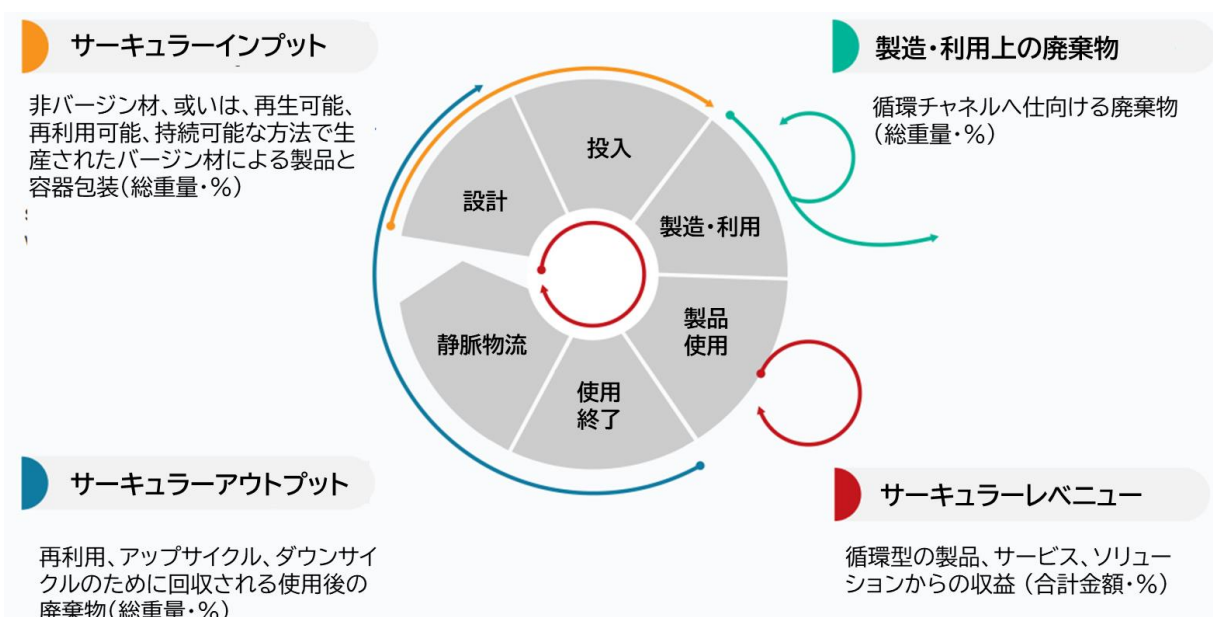 サーキュラーインプット
非バージン材、或いは、再生可能、
再利用可能、持続可能な方法で生
産されたバージン材による製品と
容器包装(総重量・%)
製造・利用上の廃棄物
循環チャネルへ仕向ける廃棄物
(総重量・%)
投入
設計
製造・利用
製品
使用
静脈物流
使用
終了
サーキュラーアウトプット
再利用、アップサイクル、ダウンサイ
クルのために回収される使用後の
廃棄物(総重量・%)
サーキュラーレベニュー
循環型の製品、サービス、ソリュー
ションからの収益 (合計金額・%)